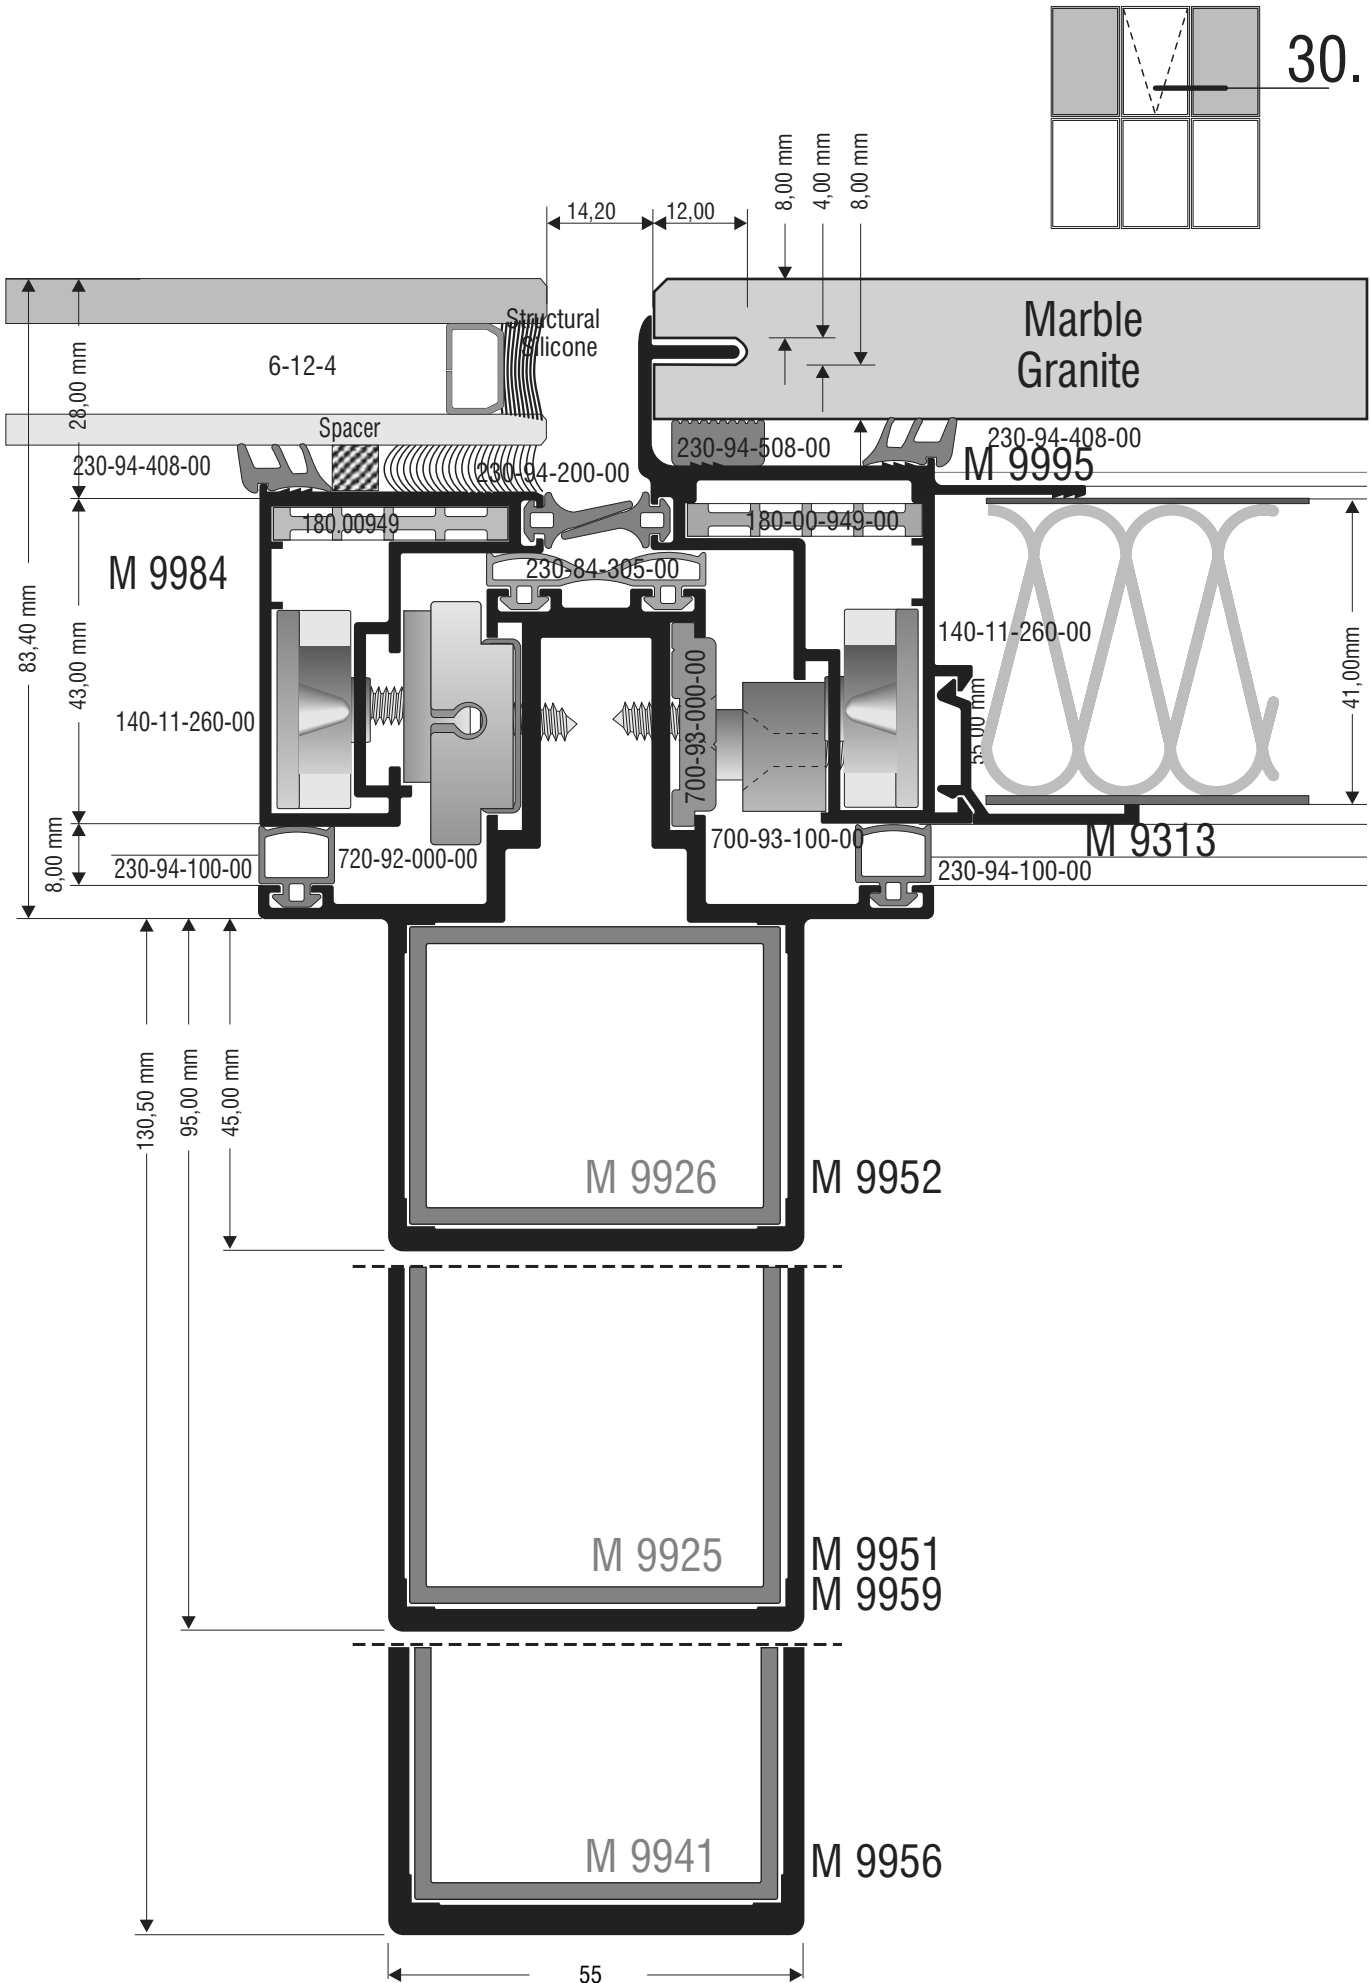 30.
8,00 mm
4,00 mm
8,00 mm
14,20
12,00
Structural
Silicone
Marble
Granite
6-12-4
28,00 mm
Spacer
230-94-408-00
230-94-200-00
230-94-508-00
230-94-408-00
M 9995
180.00949
180-00-949-00
M 9984
230-84-305-00
83,40 mm
43,00 mm
140-11-260-00
140-11-260-00
700-93-000-00
55,00 mm
41,00mm
8,00 mm
230-94-100-00
720-92-000-00
700-93-100-00
M 9313
230-94-100-00
130,50 mm
95,00 mm
45,00 mm
M 9926
M 9952
M 9925
M 9951
M 9959
M 9941
M 9956
55